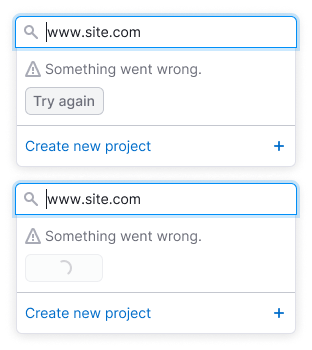 www.site.com
Something went wrong.
Try again
Create new project +
www.site.com
Something went wrong.
Create new project +